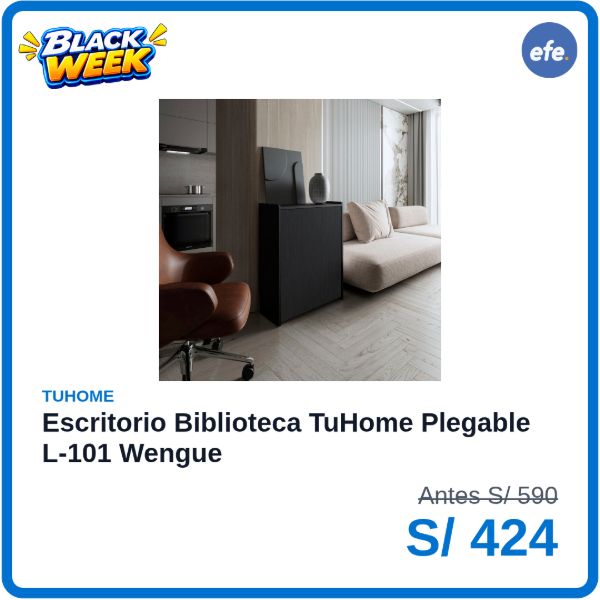 BLACK
WEEK
efe.
TUHOME
Escritorio Biblioteca TuHome Plegable
L-101 Wengue
Antes S/ 590
S/ 424